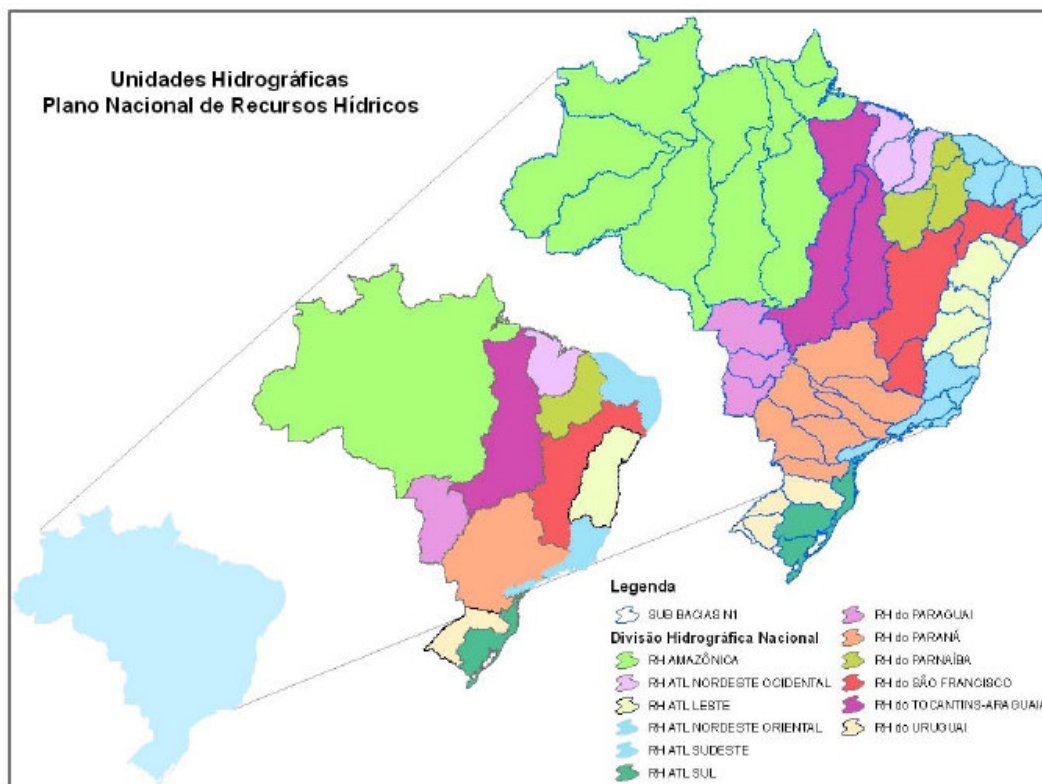 Unidades Hidrográficas
Plano Nacional de Recursos Hídricos
Legenda
SUB BACIAS N1
Divisão Hidrográfica Nacional
RH AMAZÔNICA
RH ATL NORDESTE OCIDENTAL
RH ATL LESTE
RH ATL NORDESTE ORIENTAL
RH ATL SUDESTE
RH ATL SUL
RH do PARAGUAI
RH do PARANÁ
RH do PARNAÍBA
RH do SÃO FRANCISCO
RH do TOCANTINS-ARAGUAIA
RH do URUGUAI